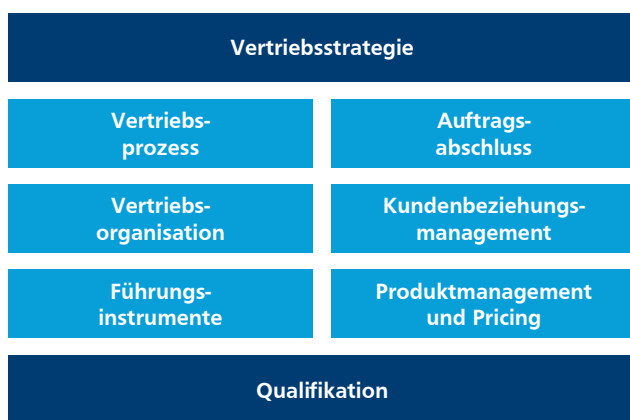 Vertriebsstrategie
Vertriebs-
prozess
Auftrags-
abschluss
Vertriebs-
organisation
Kundenbeziehungs-
management
Führungs-
instrumente
Produktmanagement
und Pricing
Qualifikation